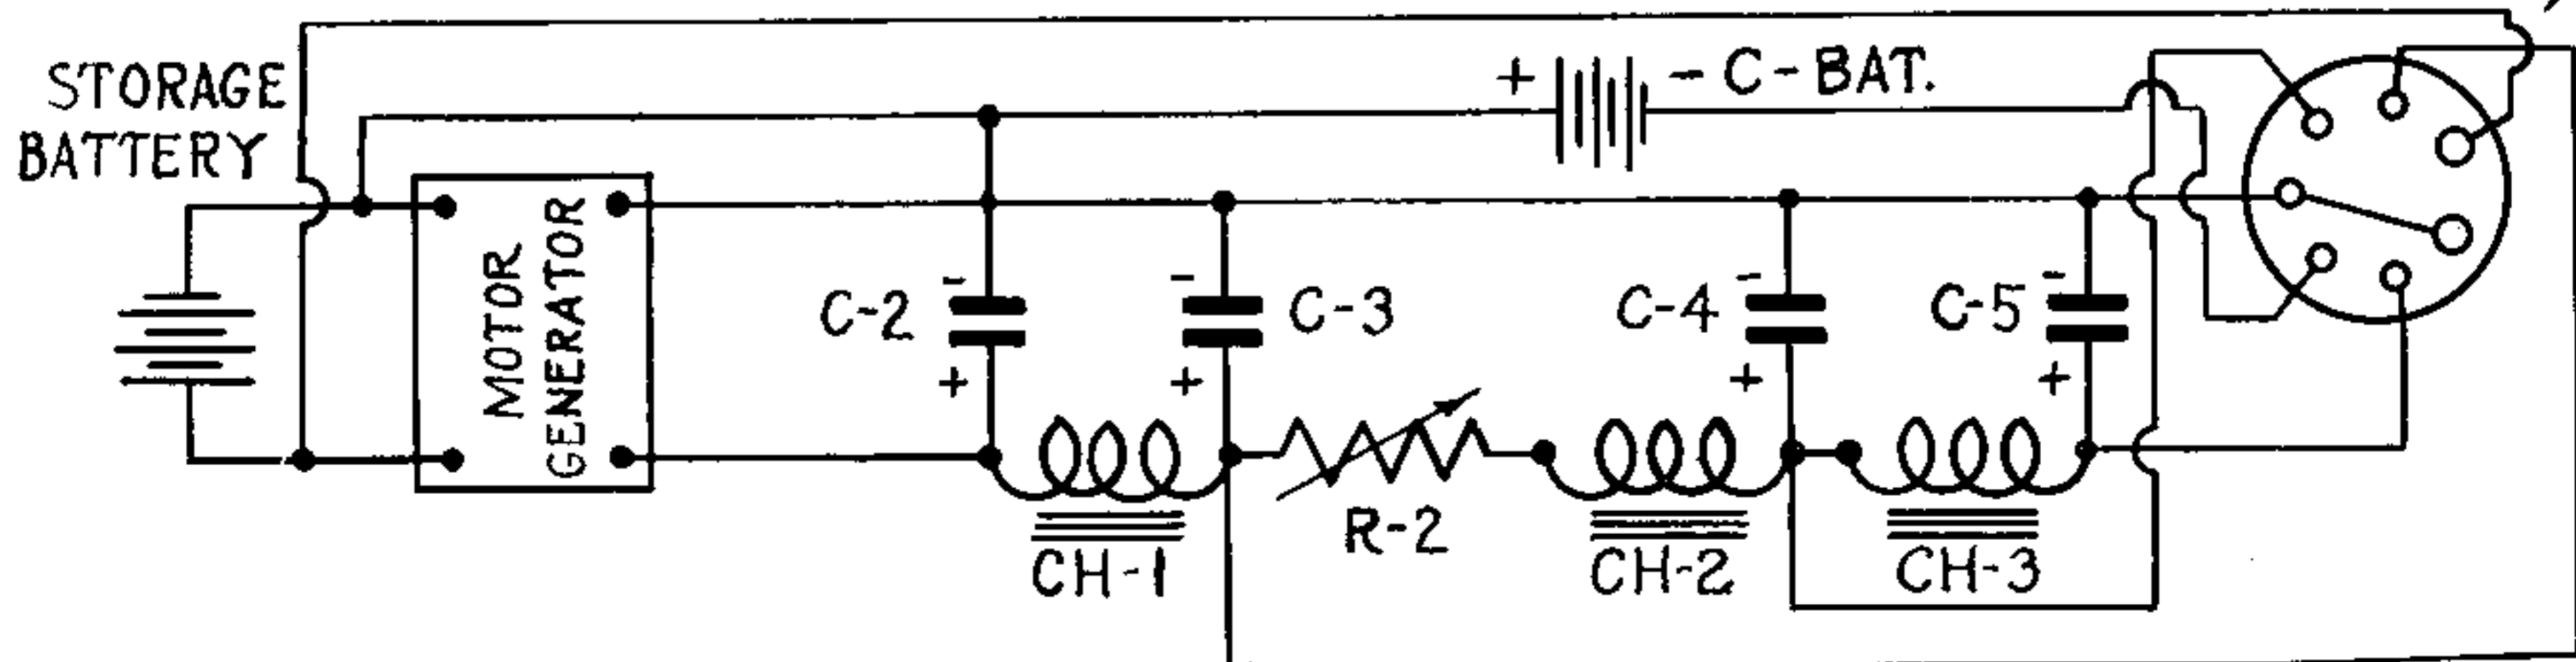 STORAGE
BATTERY
MOTOR
GENERATOR
+ - C-BAT.
- - - -
C-2 C-3 C-4 C-5
+ + + +
R-2
CH-1 CH-2 CH-3